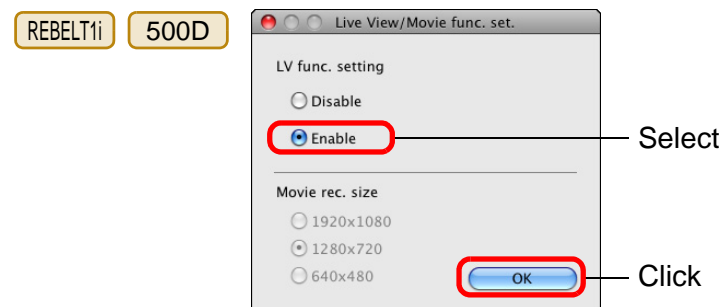 REBELT1i 500D
Live View/Movie func. set.
LV func. setting
Disable
Enable
Select
Movie rec. size
1920x1080
1280x720
640x480
OK
Click